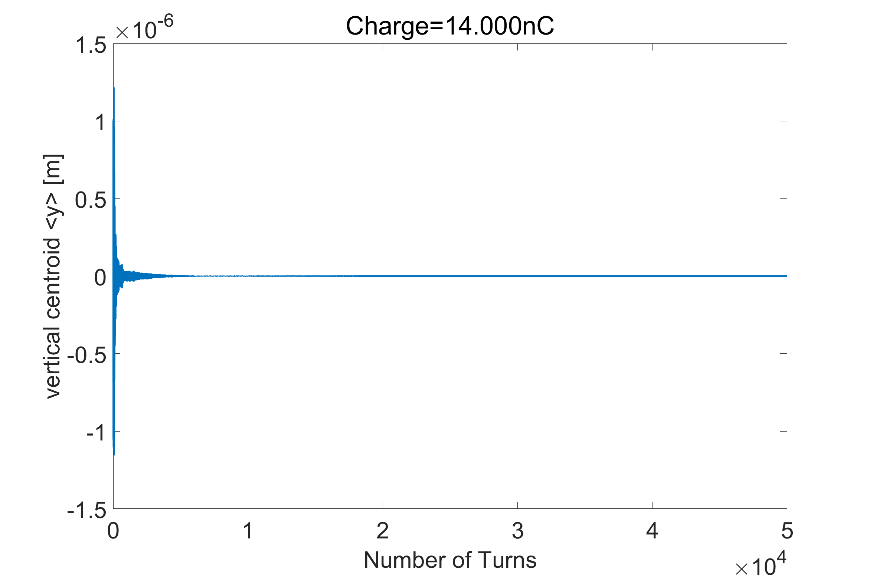 Charge=14.000nC
×10-6
1.5
1
0.5
0
-0.5
-1
-1.5
vertical centroid <y> [m]
0 1 2 3 4 5
Number of Turns
×104